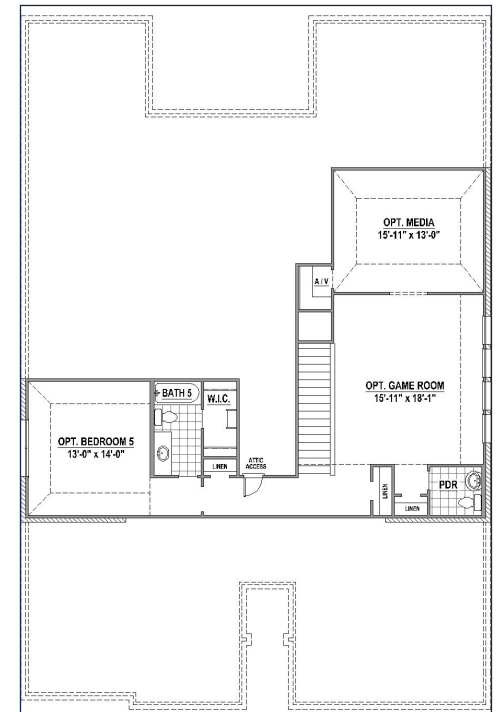 OPT. MEDIA
15'-11" x 13'-0"
A / V
OPT. GAME ROOM
15'-11" x 18'-1"
BATH 5
W.I.C.
OPT. BEDROOM 5
13'-0" x 14'-0"
LINEN
ATTC
ACCESS
LINEN
PDR
LINEN